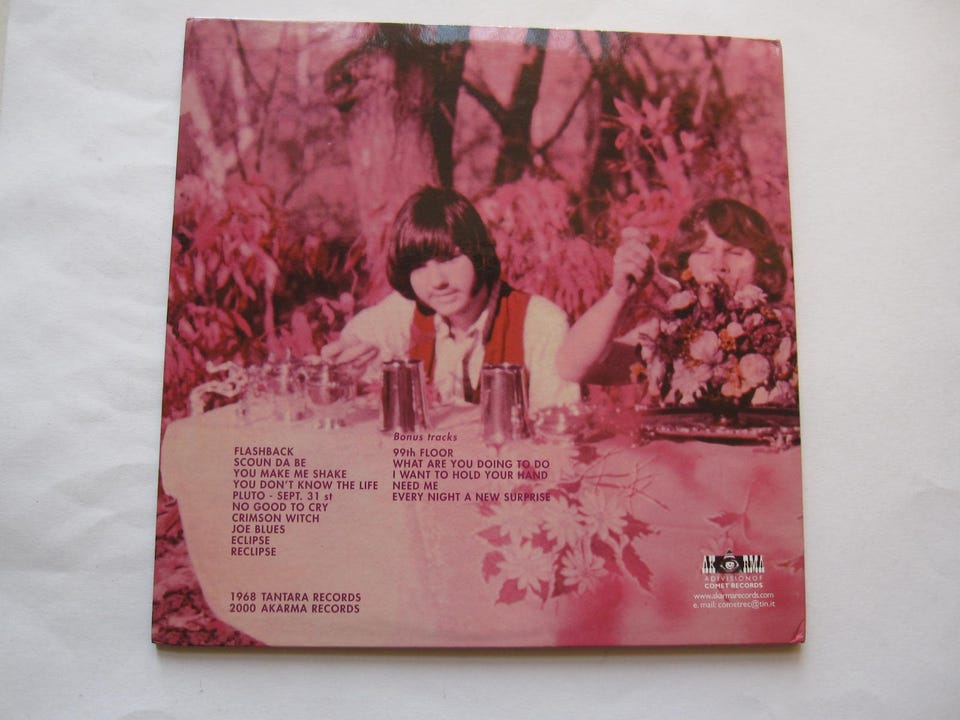 FLASHBACK
SCOUN DA BE
YOU MAKE ME SHAKE
YOU DON'T KNOW THE LIFE
PLUTO - SEPT. 31 st
NO GOOD TO CRY
CRIMSON WITCH
JOE BLUES
ECLIPSE
RECLIPSE
Bonus tracks
99th FLOOR
WHAT ARE YOU DOING TO DO
I WANT TO HOLD YOUR HAND
NEED ME
EVERY NIGHT A NEW SURPRISE
1968 TANTARA RECORDS
2000 AKARMA RECORDS
AKARMA
A DIVISION OF
COMET RECORDS
www.akarmarecords.com
e. mail: cometrec@tin.it